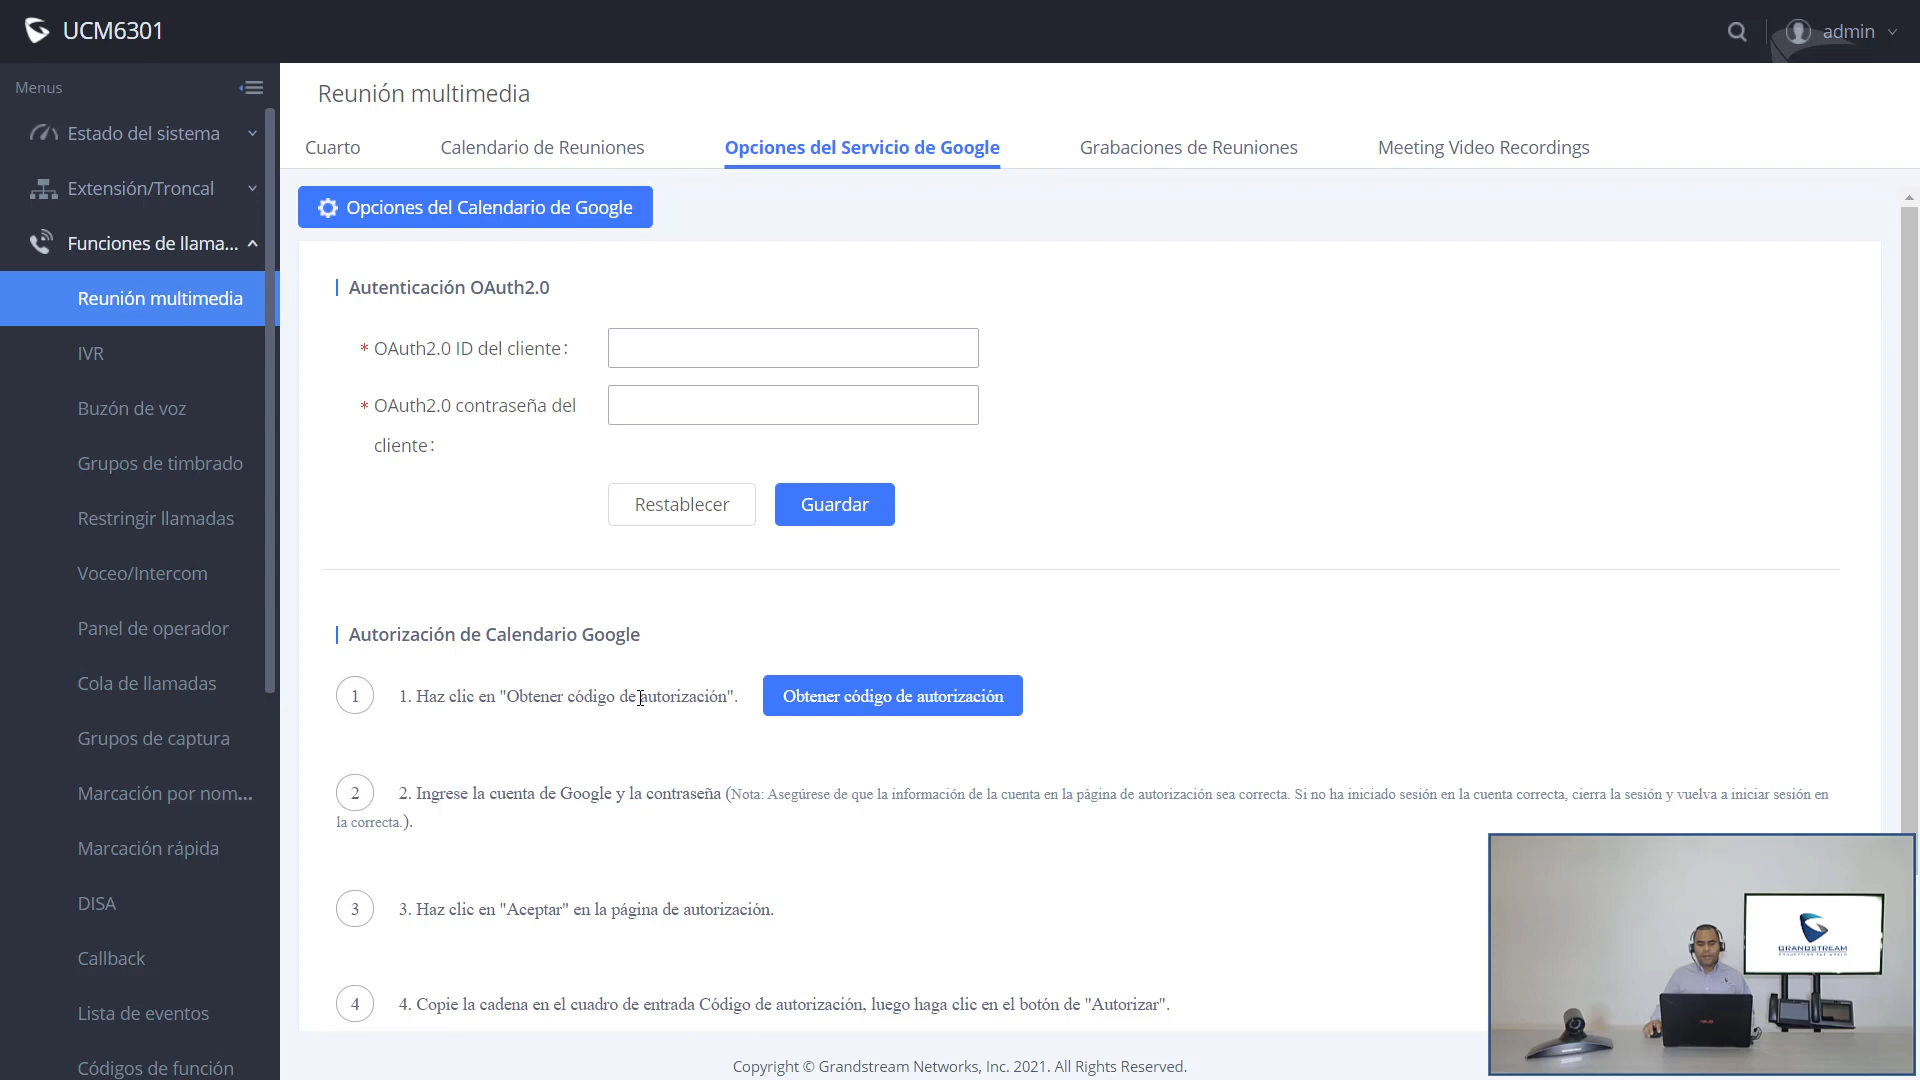 UCM6301
admin
Menus
Estado del sistema
Extensión/Troncal
Funciones de llama...
Reunión multimedia
IVR
Buzón de voz
Grupos de timbrado
Restringir llamadas
Voceo/Intercom
Panel de operador
Cola de llamadas
Grupos de captura
Marcación por nom...
Marcación rápida
DISA
Callback
Lista de eventos
Códigos de función
Reunión multimedia
Cuarto
Calendario de Reuniones
Opciones del Servicio de Google
Grabaciones de Reuniones
Meeting Video Recordings
Opciones del Calendario de Google
Autenticación OAuth2.0
* OAuth2.0 ID del cliente:
* OAuth2.0 contraseña del
cliente:
Restablecer
Guardar
Autorización de Calendario Google
1 1. Haz clic en "Obtener código de autorización". Obtener código de autorización
2 2. Ingrese la cuenta de Google y la contraseña (Nota: Asegúrese de que la información de la cuenta en la página de autorización sea correcta. Si no ha iniciado sesión en la cuenta correcta, cierra la sesión y vuelva a iniciar sesión en
la correcta.).
3 3. Haz clic en "Aceptar" en la página de autorización.
4 4. Copie la cadena en el cuadro de entrada Código de autorización, luego haga clic en el botón de "Autorizar".
Copyright © Grandstream Networks, Inc. 2021. All Rights Reserved.
GRANDSTREAM